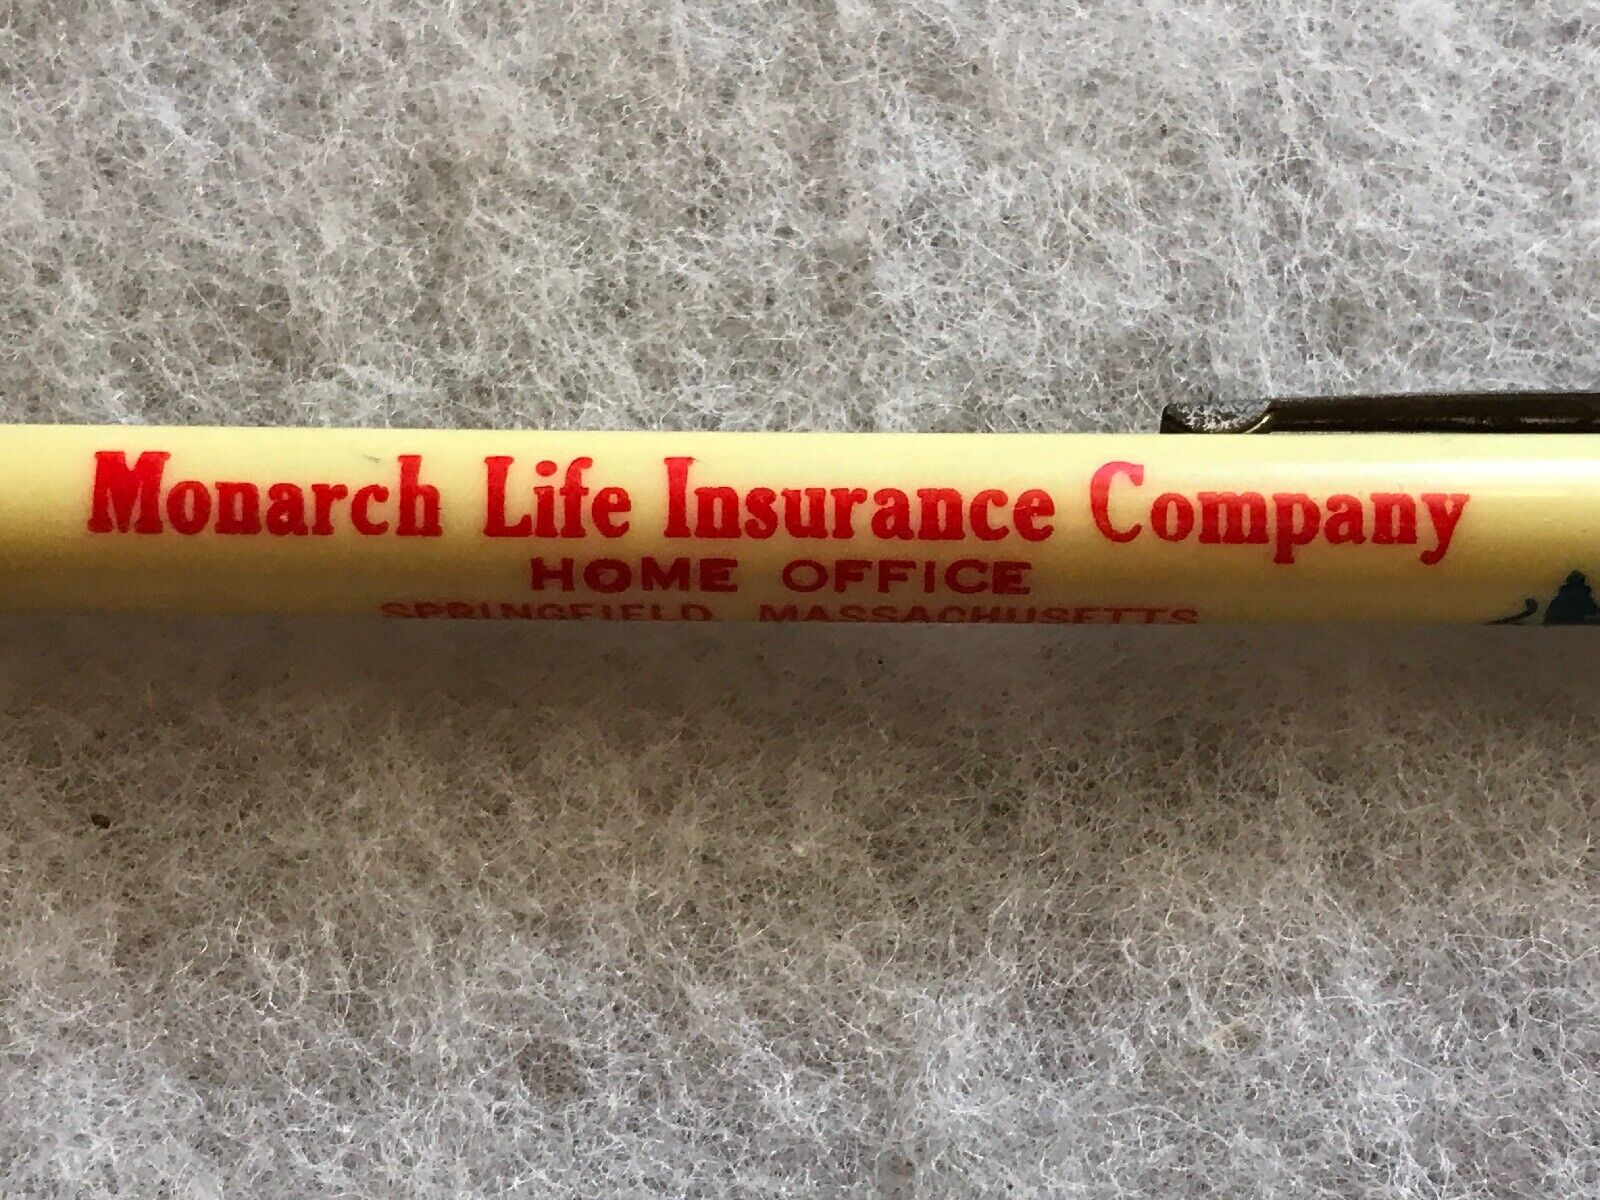 Monarch Life Insurance Company
HOME OFFICE
SPRINGFIELD, MASSACHUSETTS